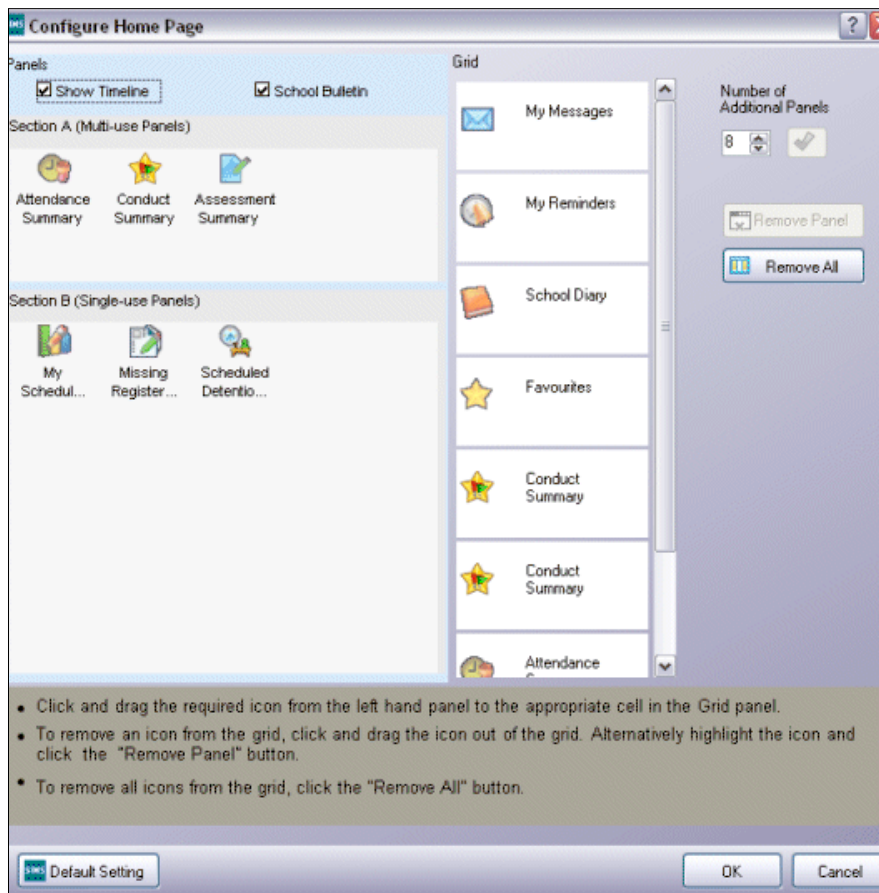 SIMS Configure Home Page
?
Panels
Show Timeline
School Bulletin
Section A (Multi-use Panels)
Attendance
Summary
Conduct
Summary
Assessment
Summary
Section B (Single-use Panels)
My
Schedul...
Missing
Register...
Scheduled
Detentio...
Grid
My Messages
My Reminders
School Diary
Favourites
Conduct
Summary
Conduct
Summary
Attendance
Number of
Additional Panels
8
Remove Panel
Remove All
• Click and drag the required icon from the left hand panel to the appropriate cell in the Grid panel.
• To remove an icon from the grid, click and drag the icon out of the grid. Alternatively highlight the icon and
click the "Remove Panel" button.
• To remove all icons from the grid, click the "Remove All" button.
SIMS Default Setting
OK
Cancel